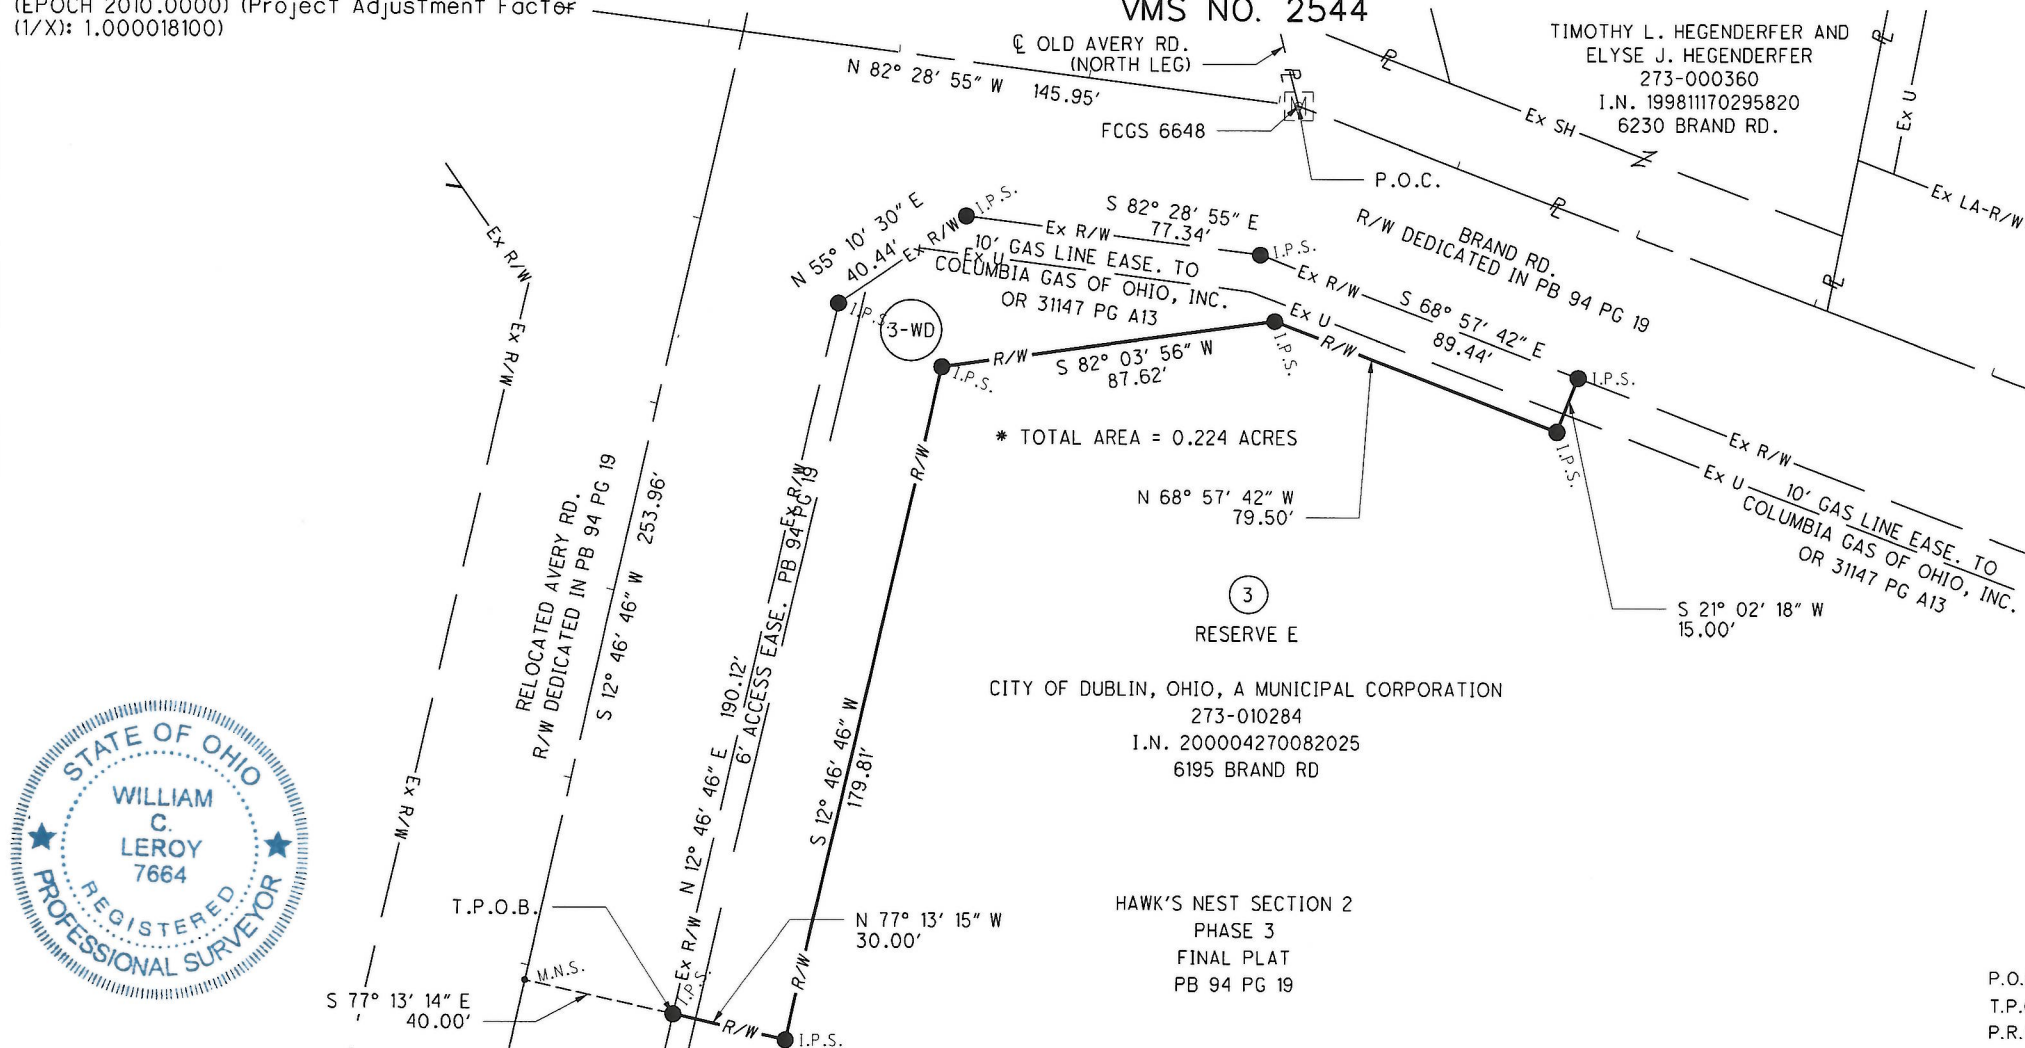 (EPOCH 2010.0000) (Project Adjustment Factor
(1/X): 1.000018100)
VMS NO. 2544
℄ OLD AVERY RD.
(NORTH LEG)
N 82° 28′ 55″ W 145.95′
FCGS 6648
P.O.C.
℄
℄
Ex SH
TIMOTHY L. HEGENDERFER AND
ELYSE J. HEGENDERFER
273-000360
I.N. 199811170295820
6230 BRAND RD.
Ex U
Ex LA-R/W
BRAND RD.
R/W DEDICATED IN PB 94 PG 19
Ex R/W
Ex R/W
Ex R/W
N 55° 10′ 30″ E
40.44′
Ex R/W
I.P.S.
S 82° 28′ 55″ E
77.34′
Ex R/W
I.P.S.
Ex U
10′ GAS LINE EASE. TO
COLUMBIA GAS OF OHIO, INC.
OR 31147 PG A13
Ex R/W
S 68° 57′ 42″ E
89.44′
I.P.S.
Ex U
I.P.S.
3-WD
R/W
S 82° 03′ 56″ W
87.62′
I.P.S.
I.P.S.
R/W
* TOTAL AREA = 0.224 ACRES
N 68° 57′ 42″ W
79.50′
I.P.S.
Ex R/W
Ex U
10′ GAS LINE EASE. TO
COLUMBIA GAS OF OHIO, INC.
OR 31147 PG A13
S 21° 02′ 18″ W
15.00′
3
RESERVE E
CITY OF DUBLIN, OHIO, A MUNICIPAL CORPORATION
273-010284
I.N. 200004270082025
6195 BRAND RD
RELOCATED AVERY RD.
R/W DEDICATED IN PB 94 PG 19
S 12° 46′ 46″ W 253.96′
Ex R/W
N 12° 46′ 46″ E 190.12′
Ex R/W
6′ ACCESS EASE. PB 94 PG 19
R/W
S 12° 46′ 46″ W
179.81′
R/W
HAWK'S NEST SECTION 2
PHASE 3
FINAL PLAT
PB 94 PG 19
T.P.O.B.
N 77° 13′ 15″ W
30.00′
M.N.S.
I.P.S.
R/W
I.P.S.
S 77° 13′ 14″ E
40.00′
STATE OF OHIO
WILLIAM
C.
LEROY
7664
REGISTERED
PROFESSIONAL SURVEYOR
P.O.
T.P.
P.R.